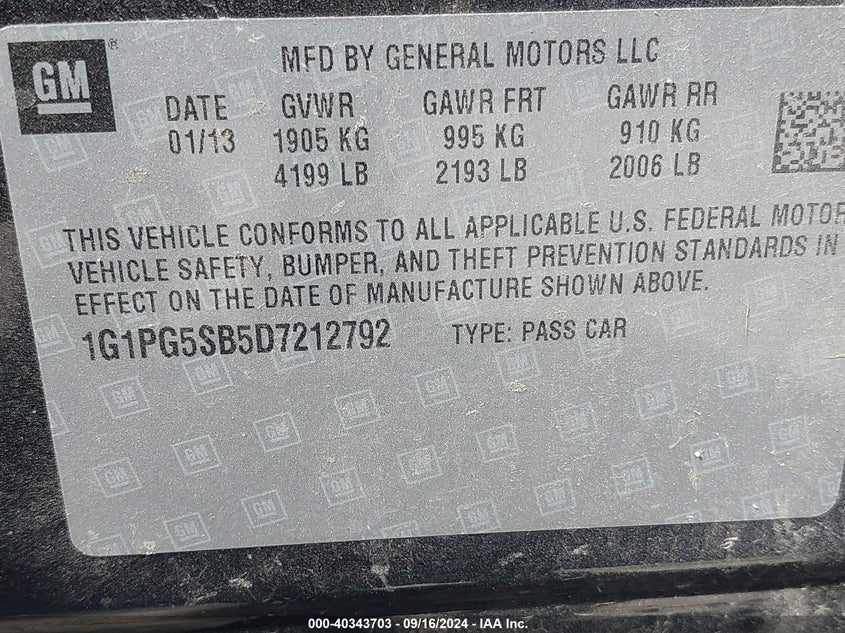 GM ®
MFD BY GENERAL MOTORS LLC
DATE GVWR GAWR FRT GAWR RR
01/13 1905 KG 995 KG 910 KG
4199 LB 2193 LB 2006 LB
THIS VEHICLE CONFORMS TO ALL APPLICABLE U.S. FEDERAL MOTOR
VEHICLE SAFETY, BUMPER, AND THEFT PREVENTION STANDARDS IN
EFFECT ON THE DATE OF MANUFACTURE SHOWN ABOVE.
1G1PG5SB5D7212792 TYPE: PASS CAR
000-40343703 - 09/16/2024 - IAA Inc.